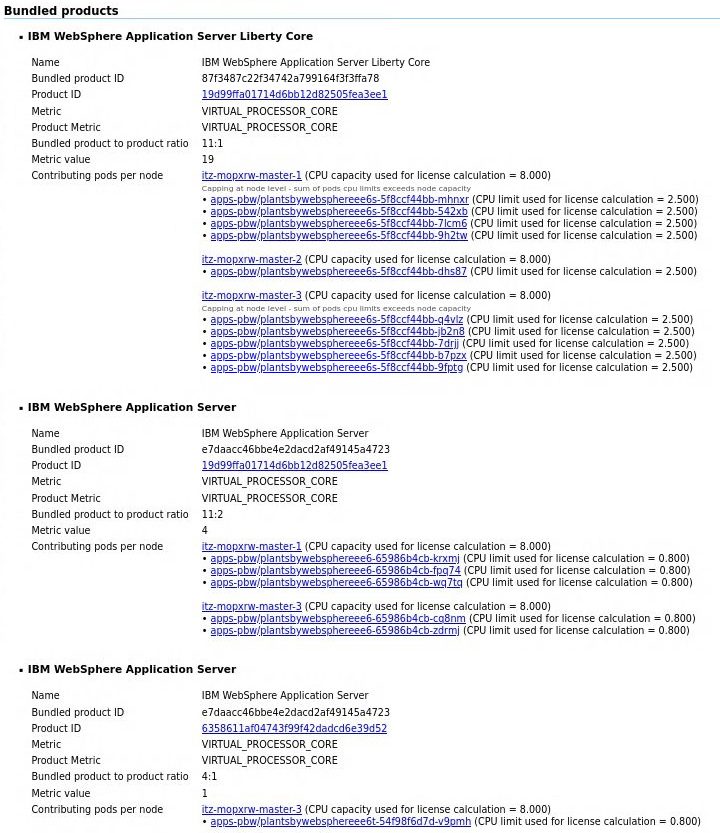 Bundled products
▪ IBM WebSphere Application Server Liberty Core
Name IBM WebSphere Application Server Liberty Core
Bundled product ID 87f3487c22f34742a799164f3f3ffa78
Product ID 19d99ffa01714d6bb12d82505fea3ee1
Metric VIRTUAL_PROCESSOR_CORE
Product Metric VIRTUAL_PROCESSOR_CORE
Bundled product to product ratio 11:1
Metric value 19
Contributing pods per node itz-mopxrw-master-1 (CPU capacity used for license calculation = 8.000)
Capping at node level - sum of pods cpu limits exceeds node capacity
• apps-pbw/plantsbywebsphereee6s-5f8ccf44bb-mhnxr (CPU limit used for license calculation = 2.500)
• apps-pbw/plantsbywebsphereee6s-5f8ccf44bb-542xb (CPU limit used for license calculation = 2.500)
• apps-pbw/plantsbywebsphereee6s-5f8ccf44bb-7lcm6 (CPU limit used for license calculation = 2.500)
• apps-pbw/plantsbywebsphereee6s-5f8ccf44bb-9h2tw (CPU limit used for license calculation = 2.500)
itz-mopxrw-master-2 (CPU capacity used for license calculation = 8.000)
• apps-pbw/plantsbywebsphereee6s-5f8ccf44bb-dhs87 (CPU limit used for license calculation = 2.500)
itz-mopxrw-master-3 (CPU capacity used for license calculation = 8.000)
Capping at node level - sum of pods cpu limits exceeds node capacity
• apps-pbw/plantsbywebsphereee6s-5f8ccf44bb-q4vlz (CPU limit used for license calculation = 2.500)
• apps-pbw/plantsbywebsphereee6s-5f8ccf44bb-jb2n8 (CPU limit used for license calculation = 2.500)
• apps-pbw/plantsbywebsphereee6s-5f8ccf44bb-7drjj (CPU limit used for license calculation = 2.500)
• apps-pbw/plantsbywebsphereee6s-5f8ccf44bb-b7pzx (CPU limit used for license calculation = 2.500)
• apps-pbw/plantsbywebsphereee6s-5f8ccf44bb-9fptg (CPU limit used for license calculation = 2.500)
▪ IBM WebSphere Application Server
Name IBM WebSphere Application Server
Bundled product ID e7daacc46bbe4e2dacd2af49145a4723
Product ID 19d99ffa01714d6bb12d82505fea3ee1
Metric VIRTUAL_PROCESSOR_CORE
Product Metric VIRTUAL_PROCESSOR_CORE
Bundled product to product ratio 11:2
Metric value 4
Contributing pods per node itz-mopxrw-master-1 (CPU capacity used for license calculation = 8.000)
• apps-pbw/plantsbywebsphereee6-65986b4cb-krxmj (CPU limit used for license calculation = 0.800)
• apps-pbw/plantsbywebsphereee6-65986b4cb-fpq74 (CPU limit used for license calculation = 0.800)
• apps-pbw/plantsbywebsphereee6-65986b4cb-wq7tq (CPU limit used for license calculation = 0.800)
itz-mopxrw-master-3 (CPU capacity used for license calculation = 8.000)
• apps-pbw/plantsbywebsphereee6-65986b4cb-cq8nm (CPU limit used for license calculation = 0.800)
• apps-pbw/plantsbywebsphereee6-65986b4cb-zdrmj (CPU limit used for license calculation = 0.800)
▪ IBM WebSphere Application Server
Name IBM WebSphere Application Server
Bundled product ID e7daacc46bbe4e2dacd2af49145a4723
Product ID 6358611af04743f99f42dadcd6e39d52
Metric VIRTUAL_PROCESSOR_CORE
Product Metric VIRTUAL_PROCESSOR_CORE
Bundled product to product ratio 4:1
Metric value 1
Contributing pods per node itz-mopxrw-master-3 (CPU capacity used for license calculation = 8.000)
• apps-pbw/plantsbywebsphereee6t-54f98f6d7d-v9pmh (CPU limit used for license calculation = 0.800)